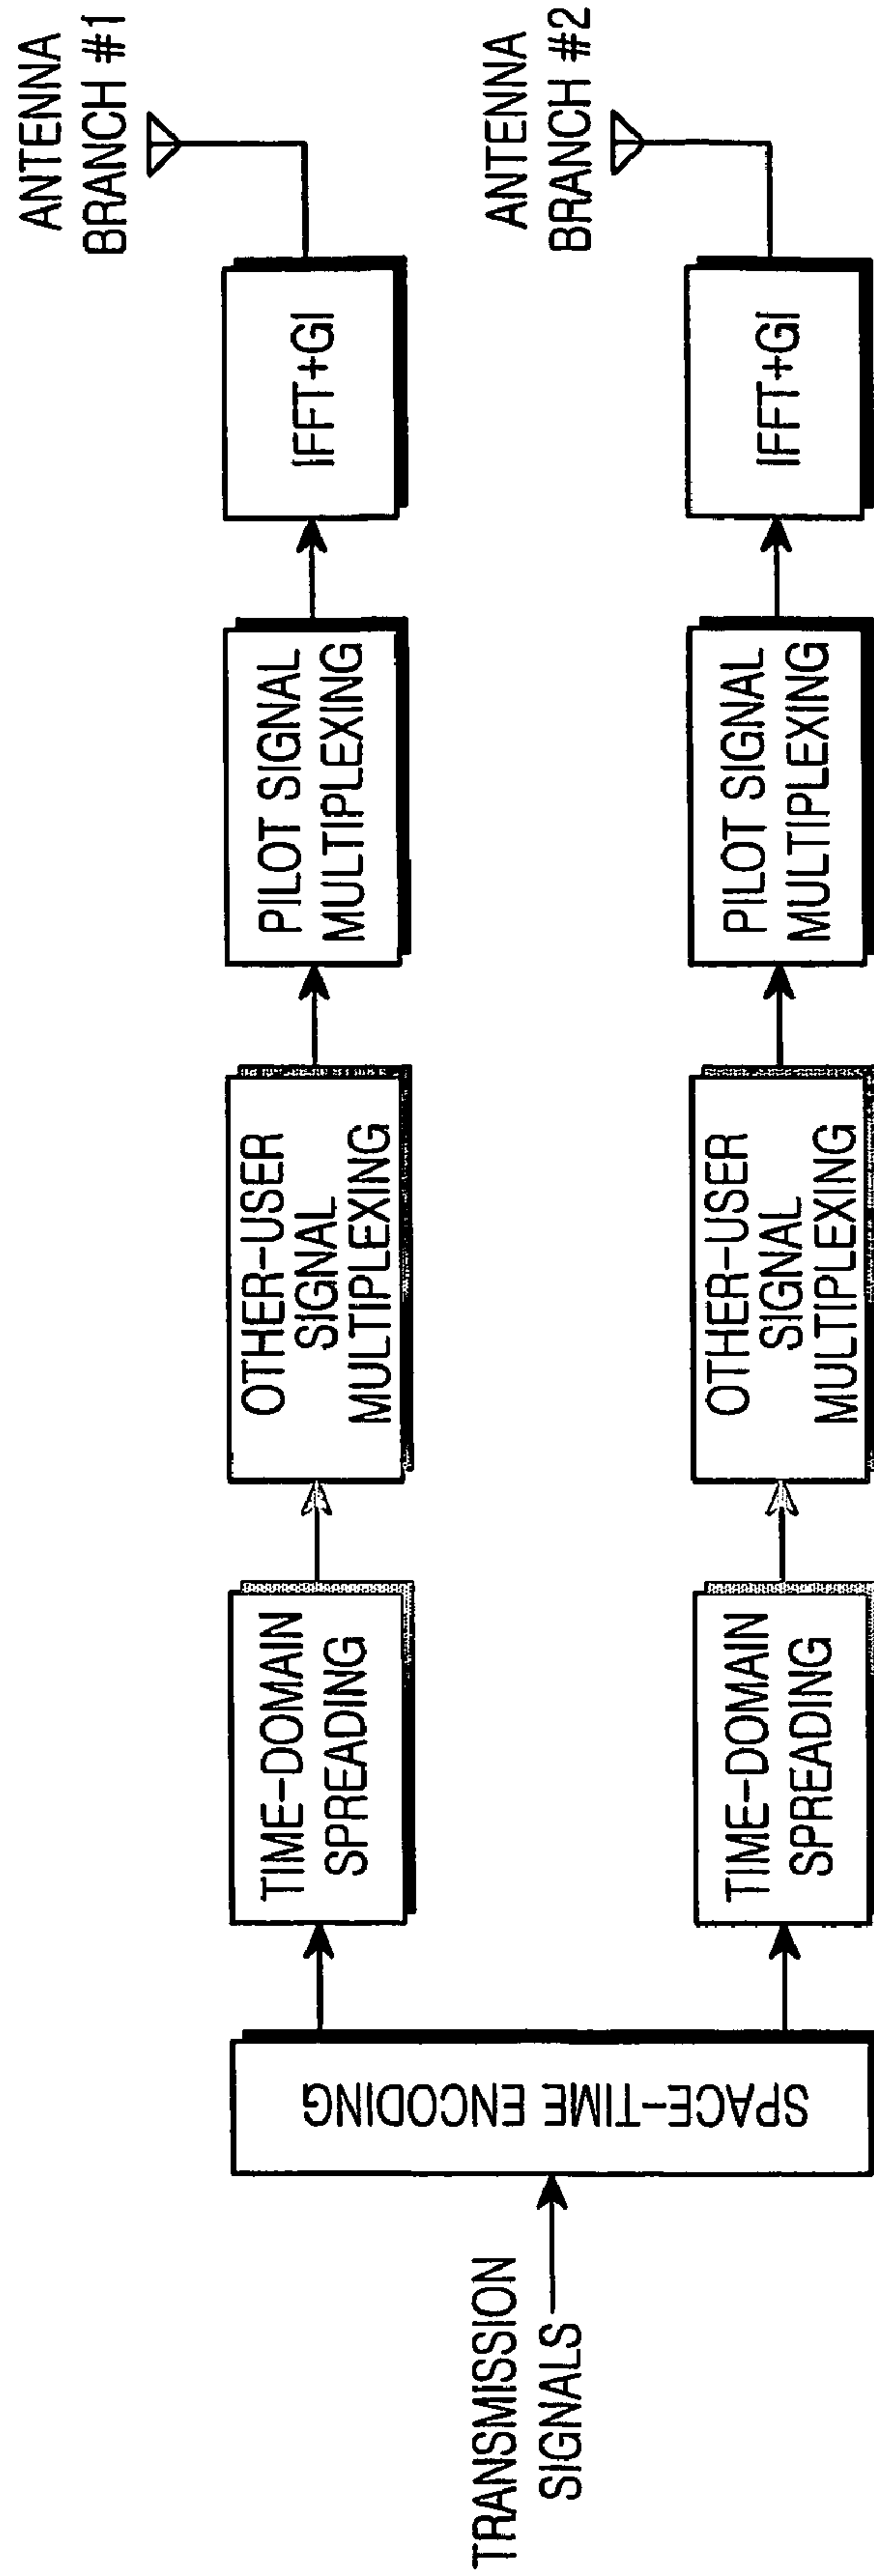 TRANSMISSION
SIGNALS
SPACE-TIME ENCODING
TIME-DOMAIN
SPREADING
OTHER-USER
SIGNAL
MULTIPLEXING
PILOT SIGNAL
MULTIPLEXING
IFFT+GI
ANTENNA
BRANCH #1
TIME-DOMAIN
SPREADING
OTHER-USER
SIGNAL
MULTIPLEXING
PILOT SIGNAL
MULTIPLEXING
IFFT+GI
ANTENNA
BRANCH #2